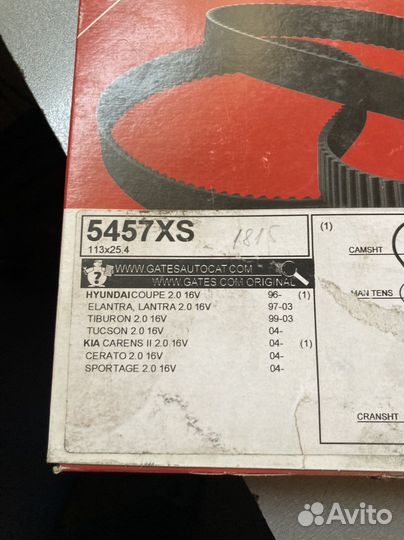 5457XS
1815
113x25.4
WWW.GATESAUTOCAT.COM
WWW.GATES.COM ORIGINAL
HYUNDAI COUPE 2.0 16V 96- (1)
ELANTRA, LANTRA 2.0 16V 97-03
TIBURON 2.0 16V 99-03
TUCSON 2.0 16V 04-
KIA CARENS II 2.0 16V 04- (1)
CERATO 2.0 16V 04-
SPORTAGE 2.0 16V 04-
(1)
CAMSHT
MAN TENS
CRANSHT
Avito